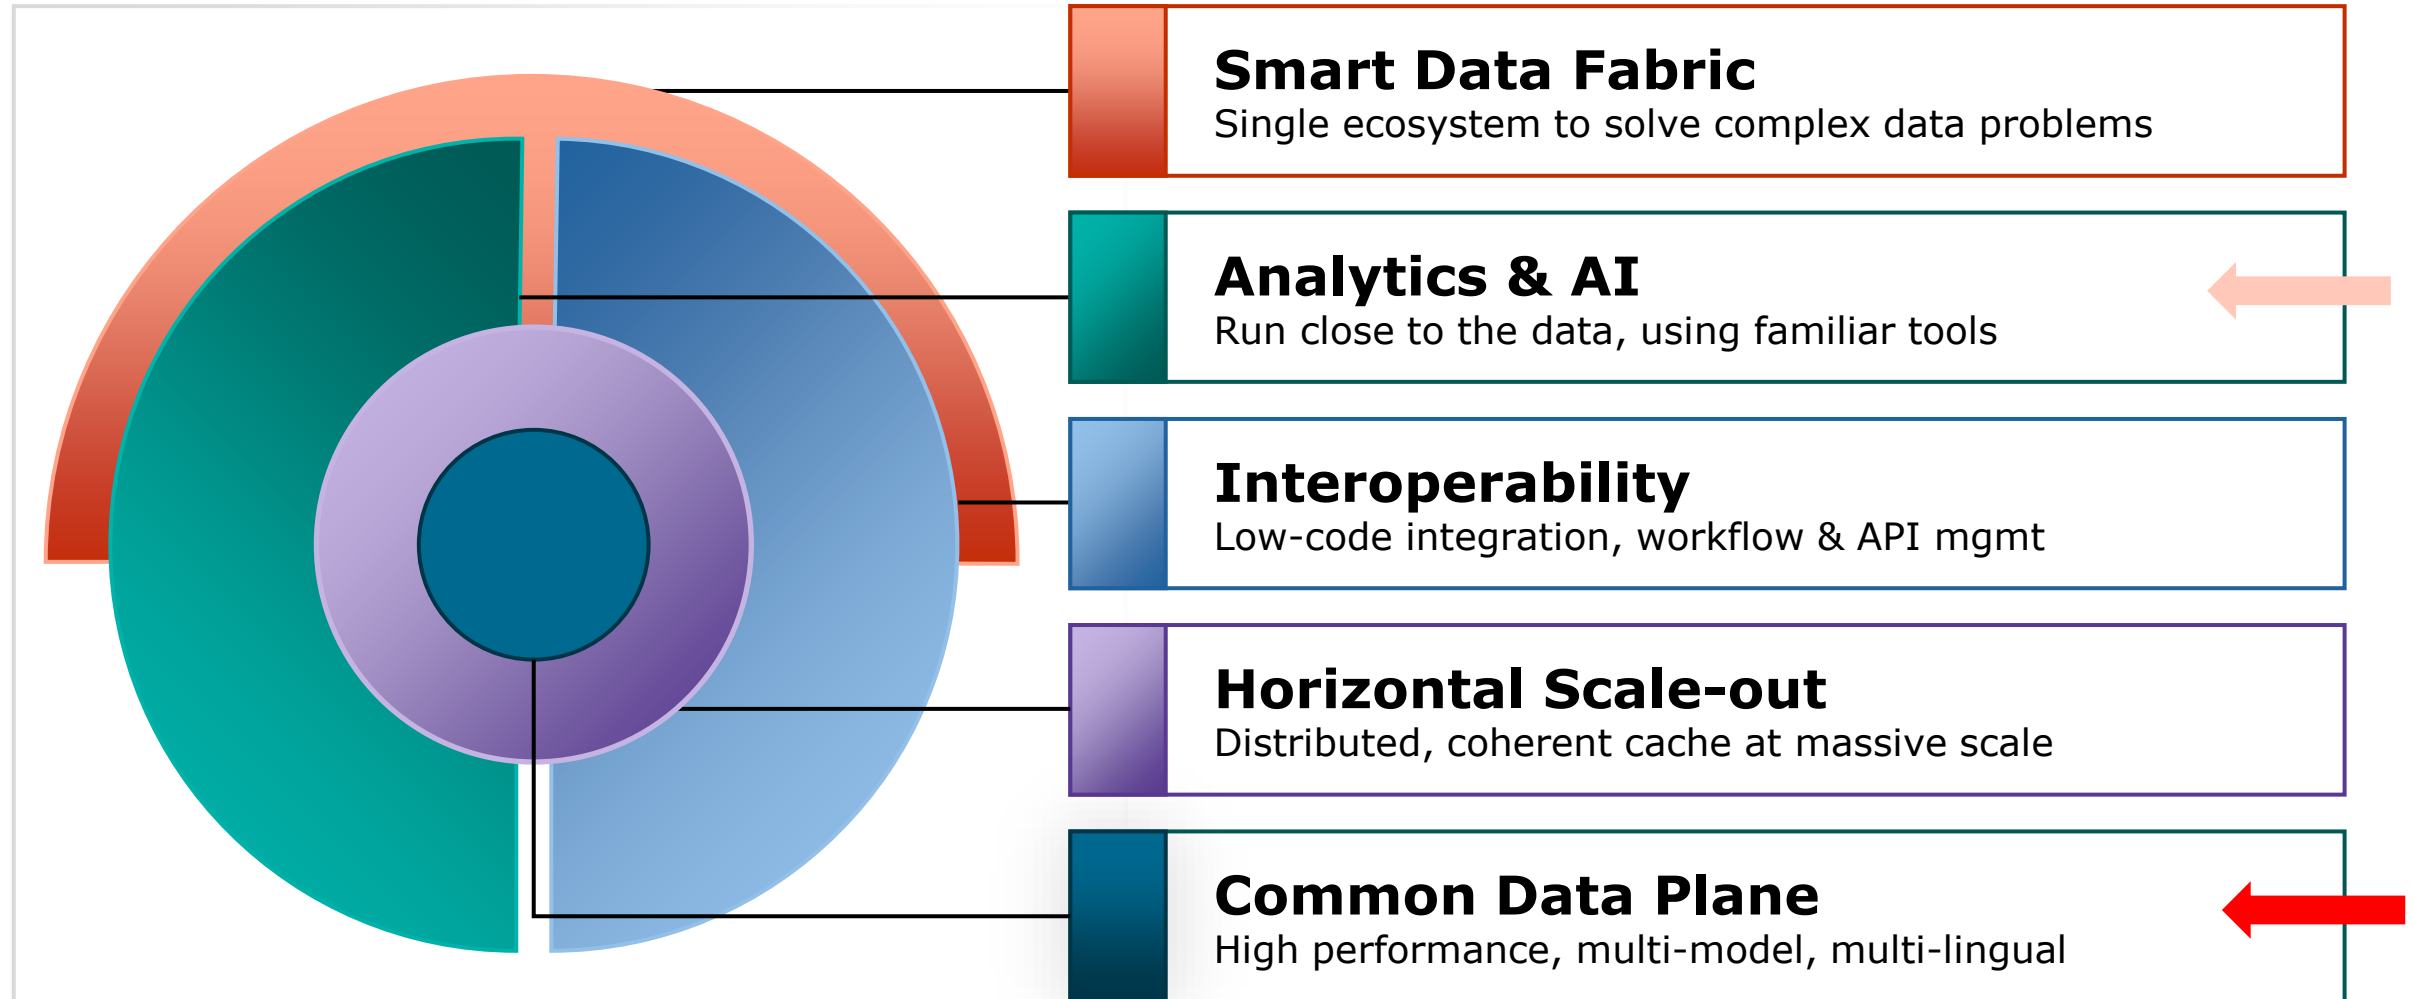 Smart Data Fabric
Single ecosystem to solve complex data problems
Analytics & AI
Run close to the data, using familiar tools
Interoperability
Low-code integration, workflow & API mgmt
Horizontal Scale-out
Distributed, coherent cache at massive scale
Common Data Plane
High performance, multi-model, multi-lingual